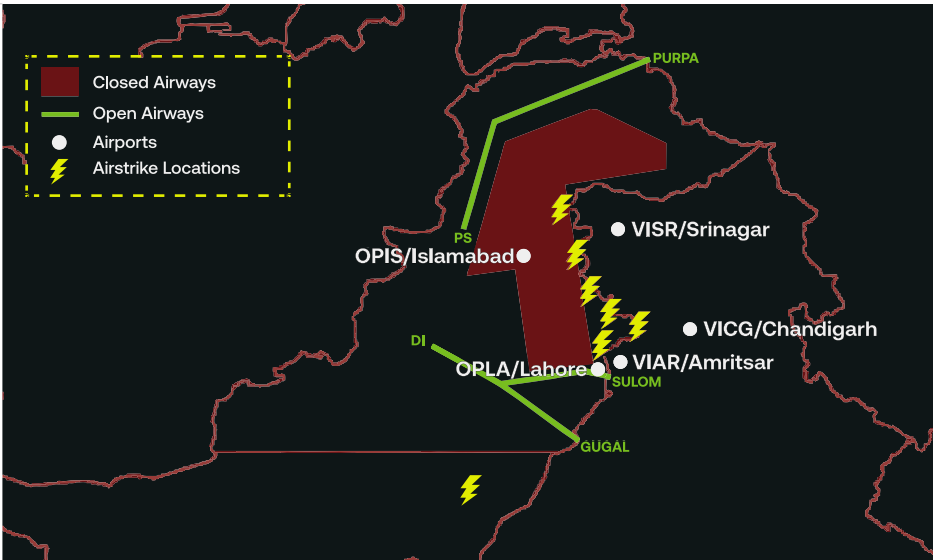 Closed Airways
Open Airways
Airports
Airstrike Locations
PURPA
VISR/Srinagar
PS
OPIS/Islamabad
VICG/Chandigarh
DI
VIAR/Amritsar
OPLA/Lahore
SULOM
GUGAL